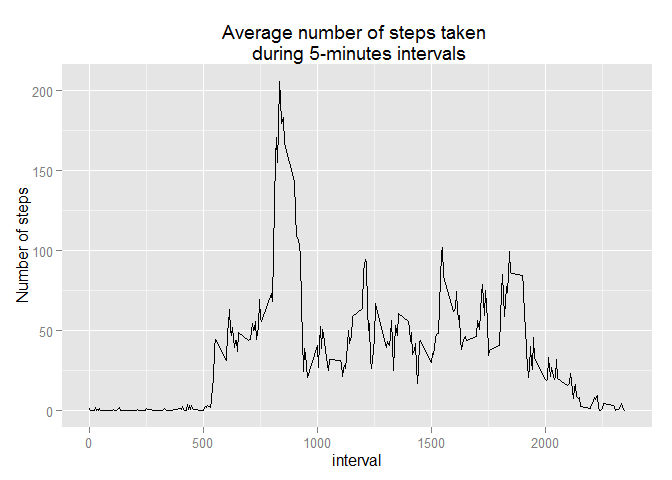 Average number of steps taken
during 5-minutes intervals
Number of steps
200
150
100
50
0
0 500 1000 1500 2000
interval